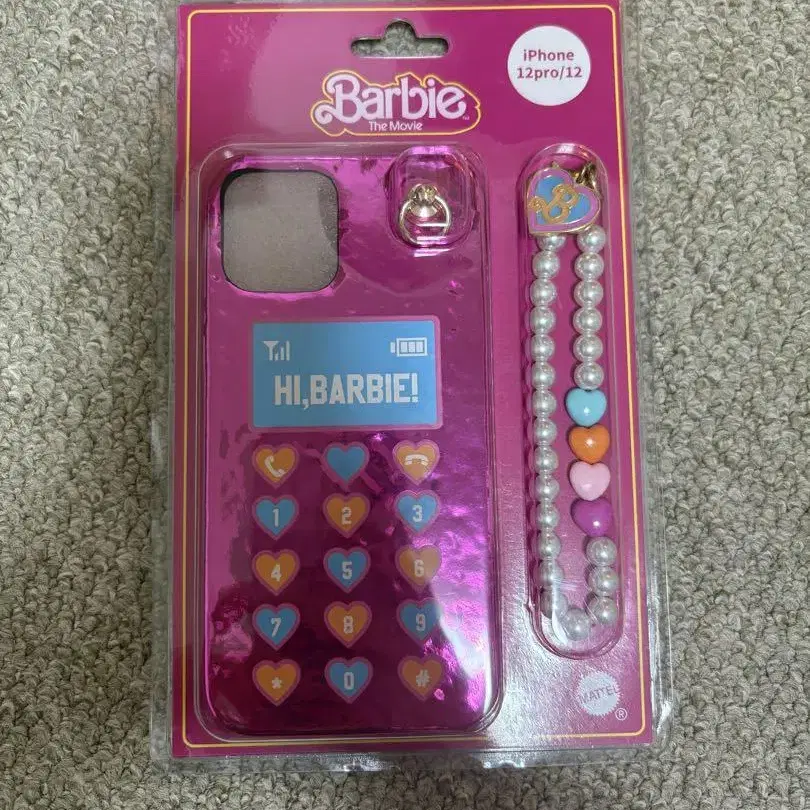 iPhone
12pro/12
Barbie
The Movie
HI,BARBIE!
1 2 3
4 5 6
7 8 9
* 0 #
B
MATTEL
®